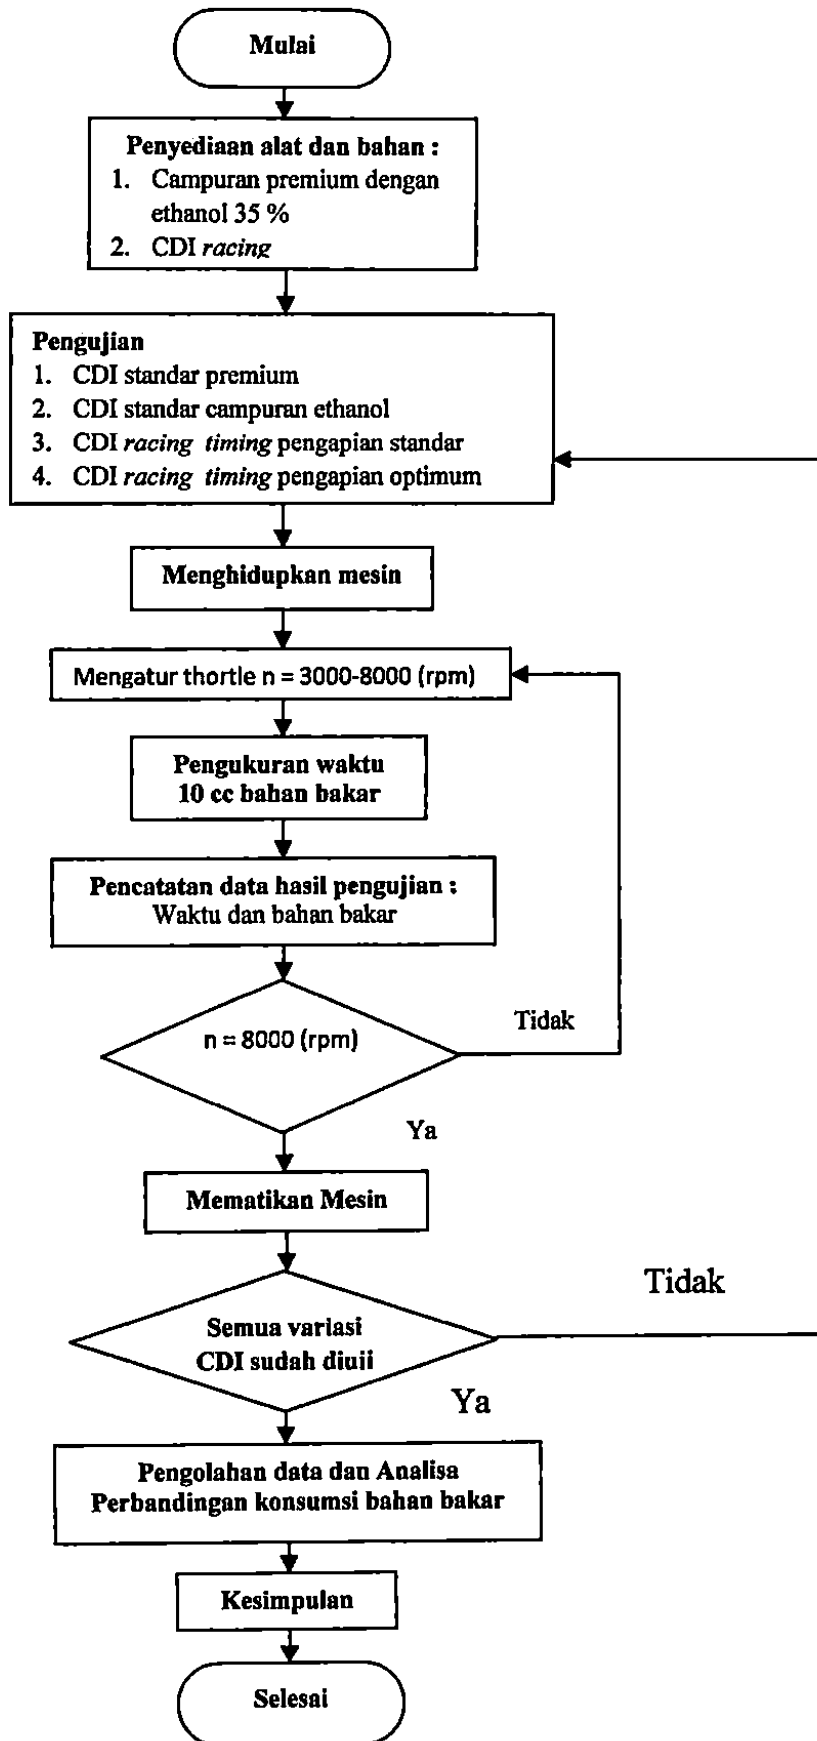 Mulai
Penyediaan alat dan bahan :
1. Campuran premium dengan
ethanol 35 %
2. CDI racing
Pengujian
1. CDI standar premium
2. CDI standar campuran ethanol
3. CDI racing timing pengapian standar
4. CDI racing timing pengapian optimum
Menghidupkan mesin
Mengatur thortle n = 3000-8000 (rpm)
Pengukuran waktu
10 cc bahan bakar
Pencatatan data hasil pengujian :
Waktu dan bahan bakar
n = 8000 (rpm)
Tidak
Ya
Mematikan Mesin
Tidak
Semua variasi
CDI sudah diuji
Ya
Pengolahan data dan Analisa
Perbandingan konsumsi bahan bakar
Kesimpulan
Selesai